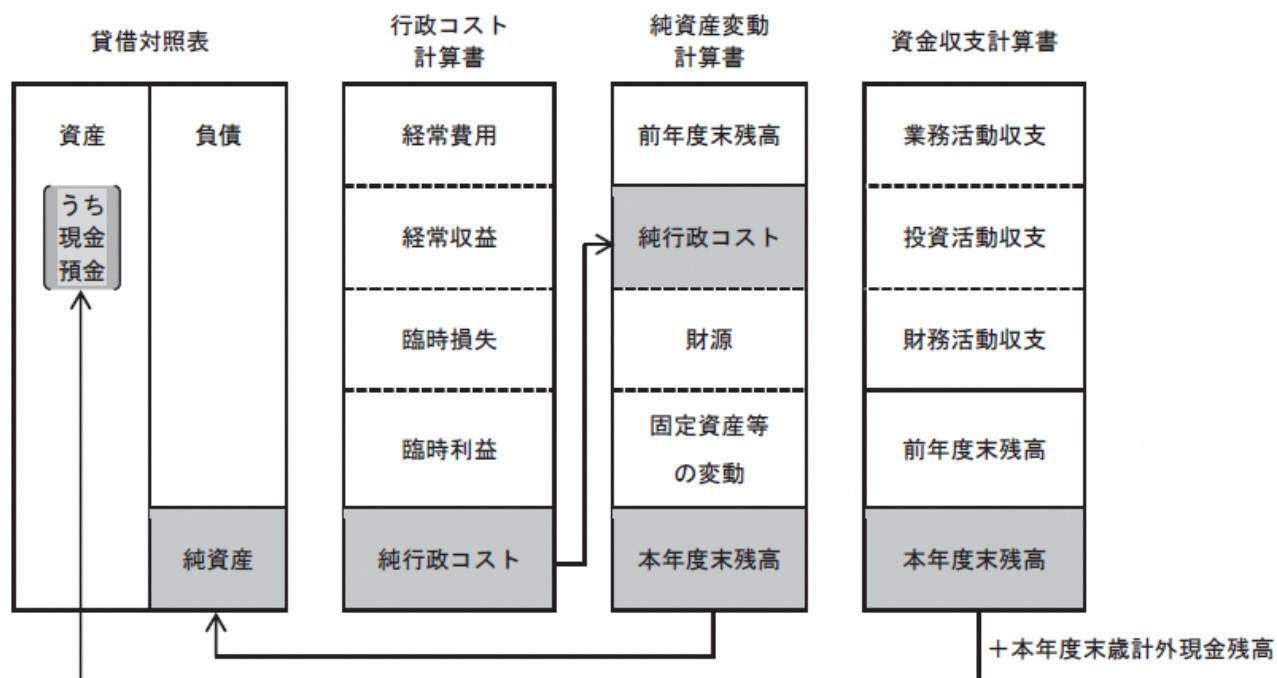 貸借対照表
資産
負債
うち
現金
預金
純資産
行政コスト
計算書
経常費用
経常収益
臨時損失
臨時利益
純行政コスト
純資産変動
計算書
前年度末残高
純行政コスト
財源
固定資産等
の変動
本年度末残高
資金収支計算書
業務活動収支
投資活動収支
財務活動収支
前年度末残高
本年度末残高
＋本年度末歳計外現金残高